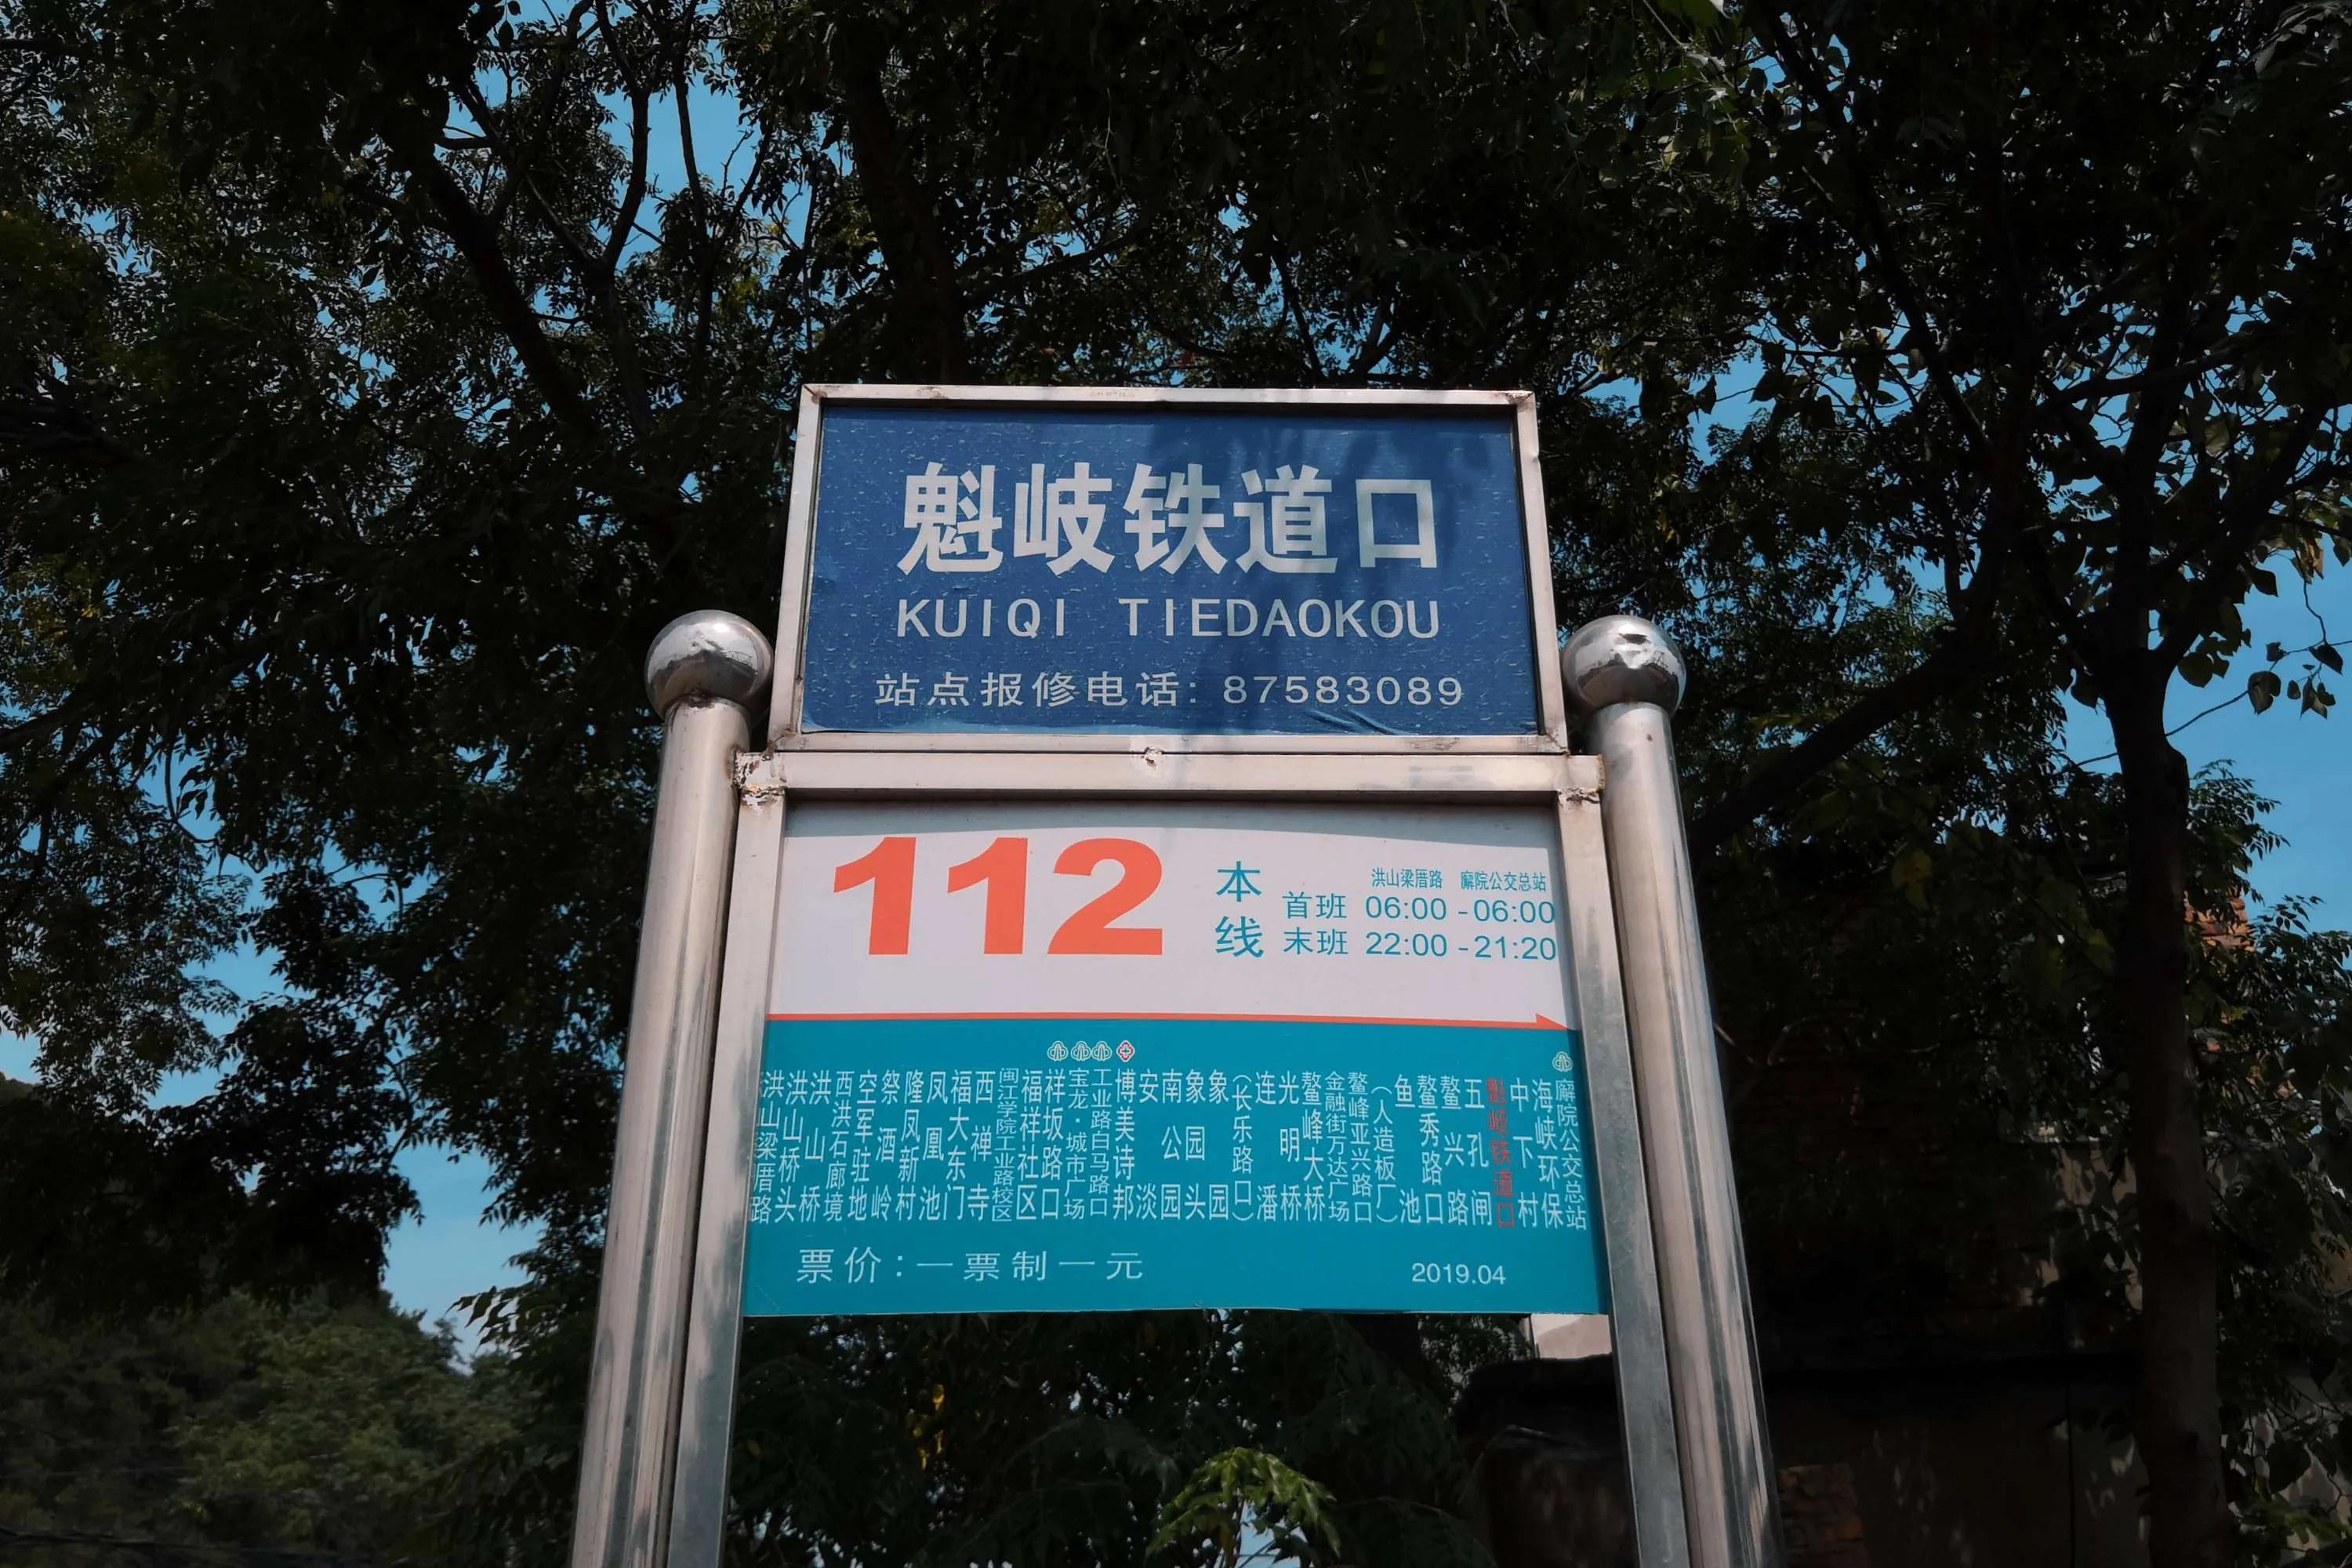 魁岐铁道口
KUIQI TIEDAOKOU
站点报修电话: 87583089
112
本线
洪山梁厝路 廨院公交总站
首班 06:00 -06:00
末班 22:00 -21:20
洪山梁厝路
洪山桥头
洪山桥
西洪石廊境
空军驻地
祭酒岭
隆凤新村
凤凰池
福大东门
西禅寺
闽江学院工业路校区
福祥社区
祥坂路口
宝龙·城市广场
工业路白马路口
博美诗邦
安淡
南公园
象园头
象园
(长乐路口)
连潘
光明桥
鳌峰大桥
金融街万达广场
鳌峰亚兴路口
(人造板厂)
鱼池
鳌秀路口
鳌兴路
五孔闸
魁岐铁道口
中下村
海峡环保
廨院公交总站
票价:一票制一元
2019.04